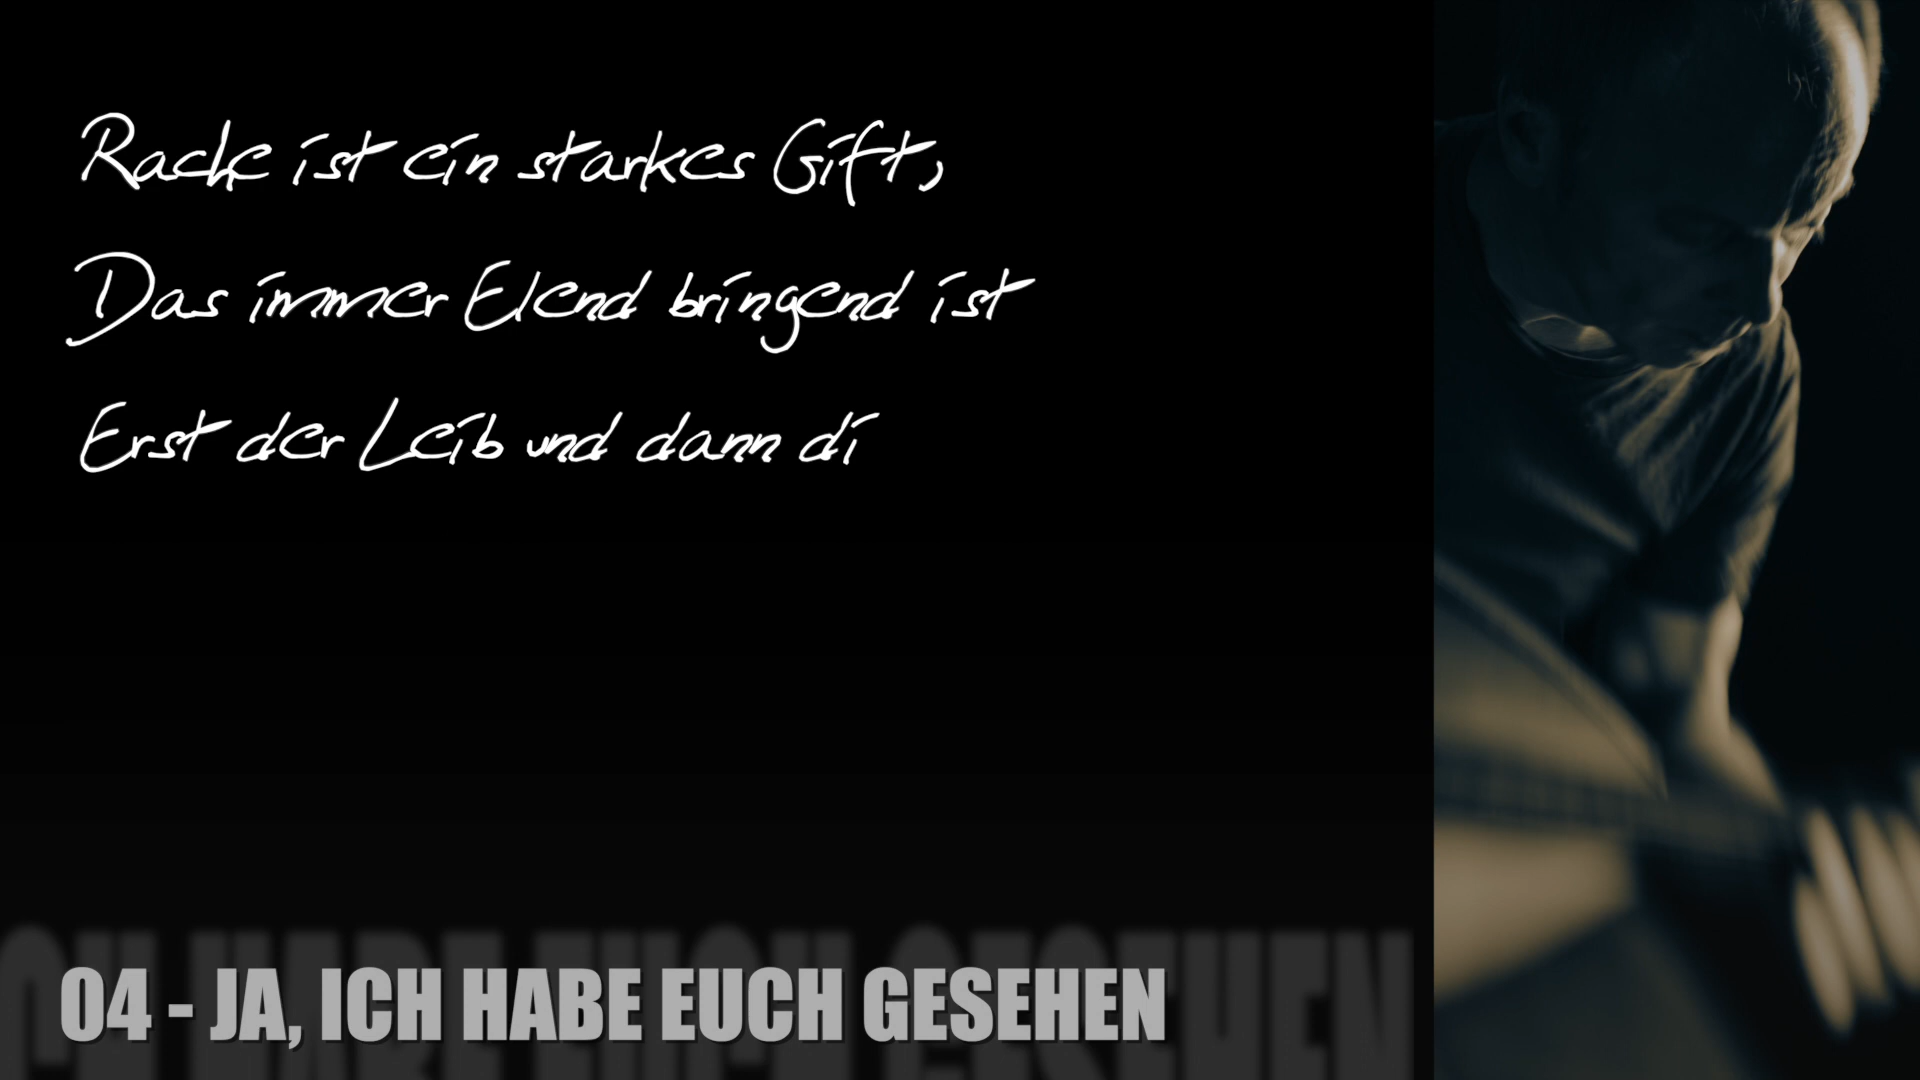 Rache ist ein starkes Gift,
Das immer Elend bringend ist
Erst der Leib und dann di
04 - JA, ICH HABE EUCH GESEHEN